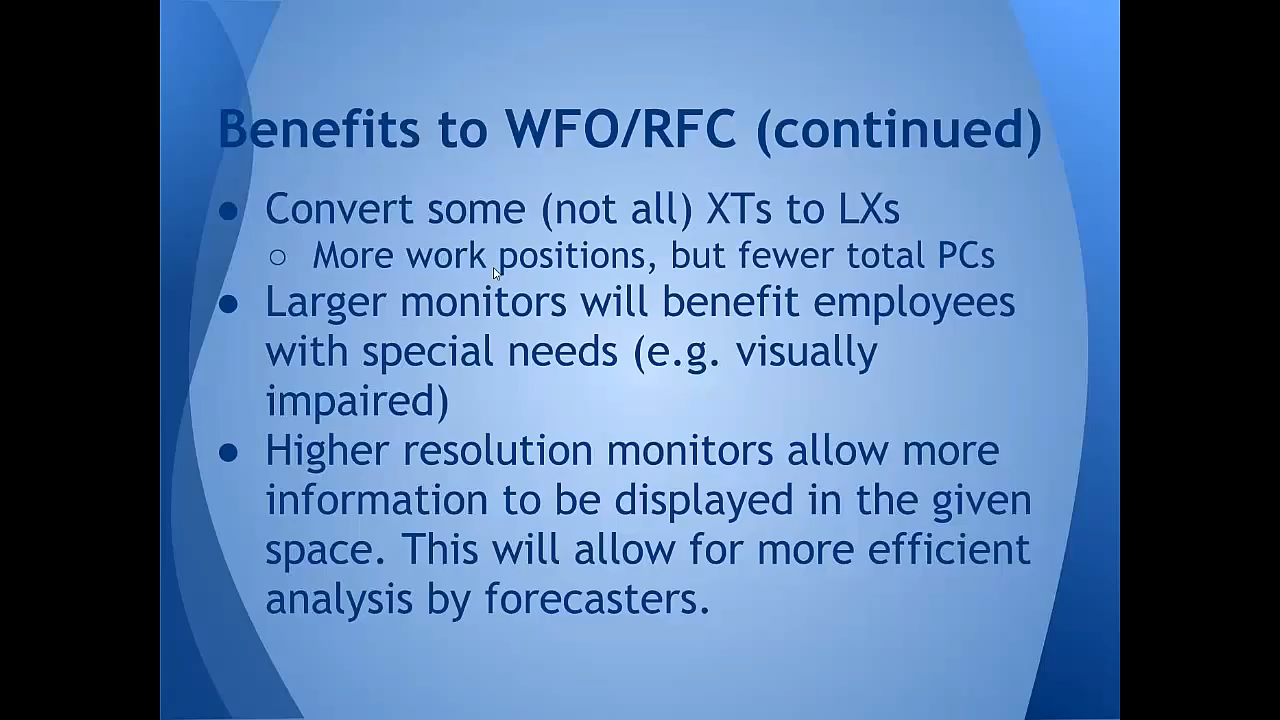 Benefits to WFO/RFC (continued)
● Convert some (not all) XTs to LXs
○ More work positions, but fewer total PCs
● Larger monitors will benefit employees
with special needs (e.g. visually
impaired)
● Higher resolution monitors allow more
information to be displayed in the given
space. This will allow for more efficient
analysis by forecasters.